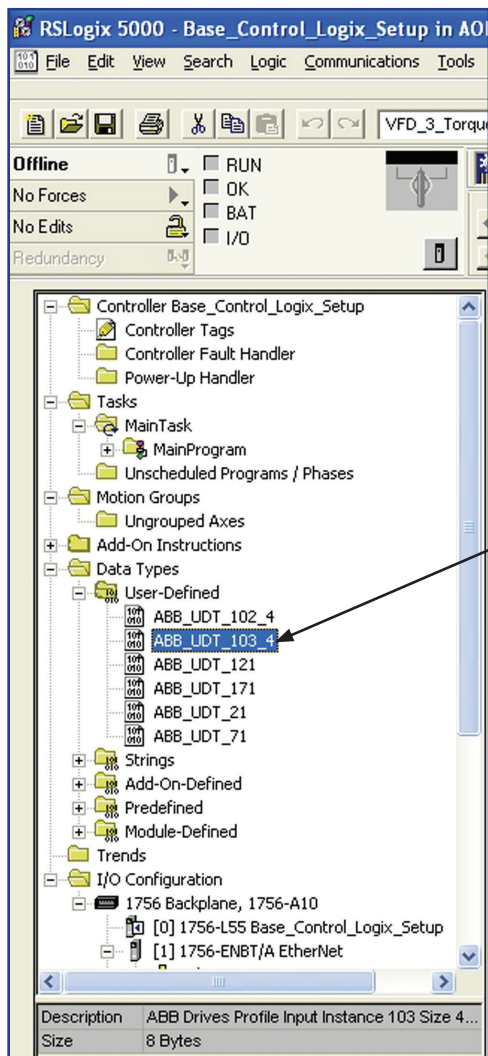 RSLogix 5000 - Base_Control_Logix_Setup in AOI
File Edit View Search Logic Communications Tools
VFD_3_Torque
Offline
RUN
No Forces
OK
No Edits
BAT
I/O
Redundancy
Controller Base_Control_Logix_Setup
Controller Tags
Controller Fault Handler
Power-Up Handler
Tasks
MainTask
MainProgram
Unscheduled Programs / Phases
Motion Groups
Ungrouped Axes
Add-On Instructions
Data Types
User-Defined
ABB_UDT_102_4
ABB_UDT_103_4
ABB_UDT_121
ABB_UDT_171
ABB_UDT_21
ABB_UDT_71
Strings
Add-On-Defined
Predefined
Module-Defined
Trends
I/O Configuration
1756 Backplane, 1756-A10
[0] 1756-L55 Base_Control_Logix_Setup
[1] 1756-ENBT/A EtherNet
Description ABB Drives Profile Input Instance 103 Size 4...
Size 8 Bytes